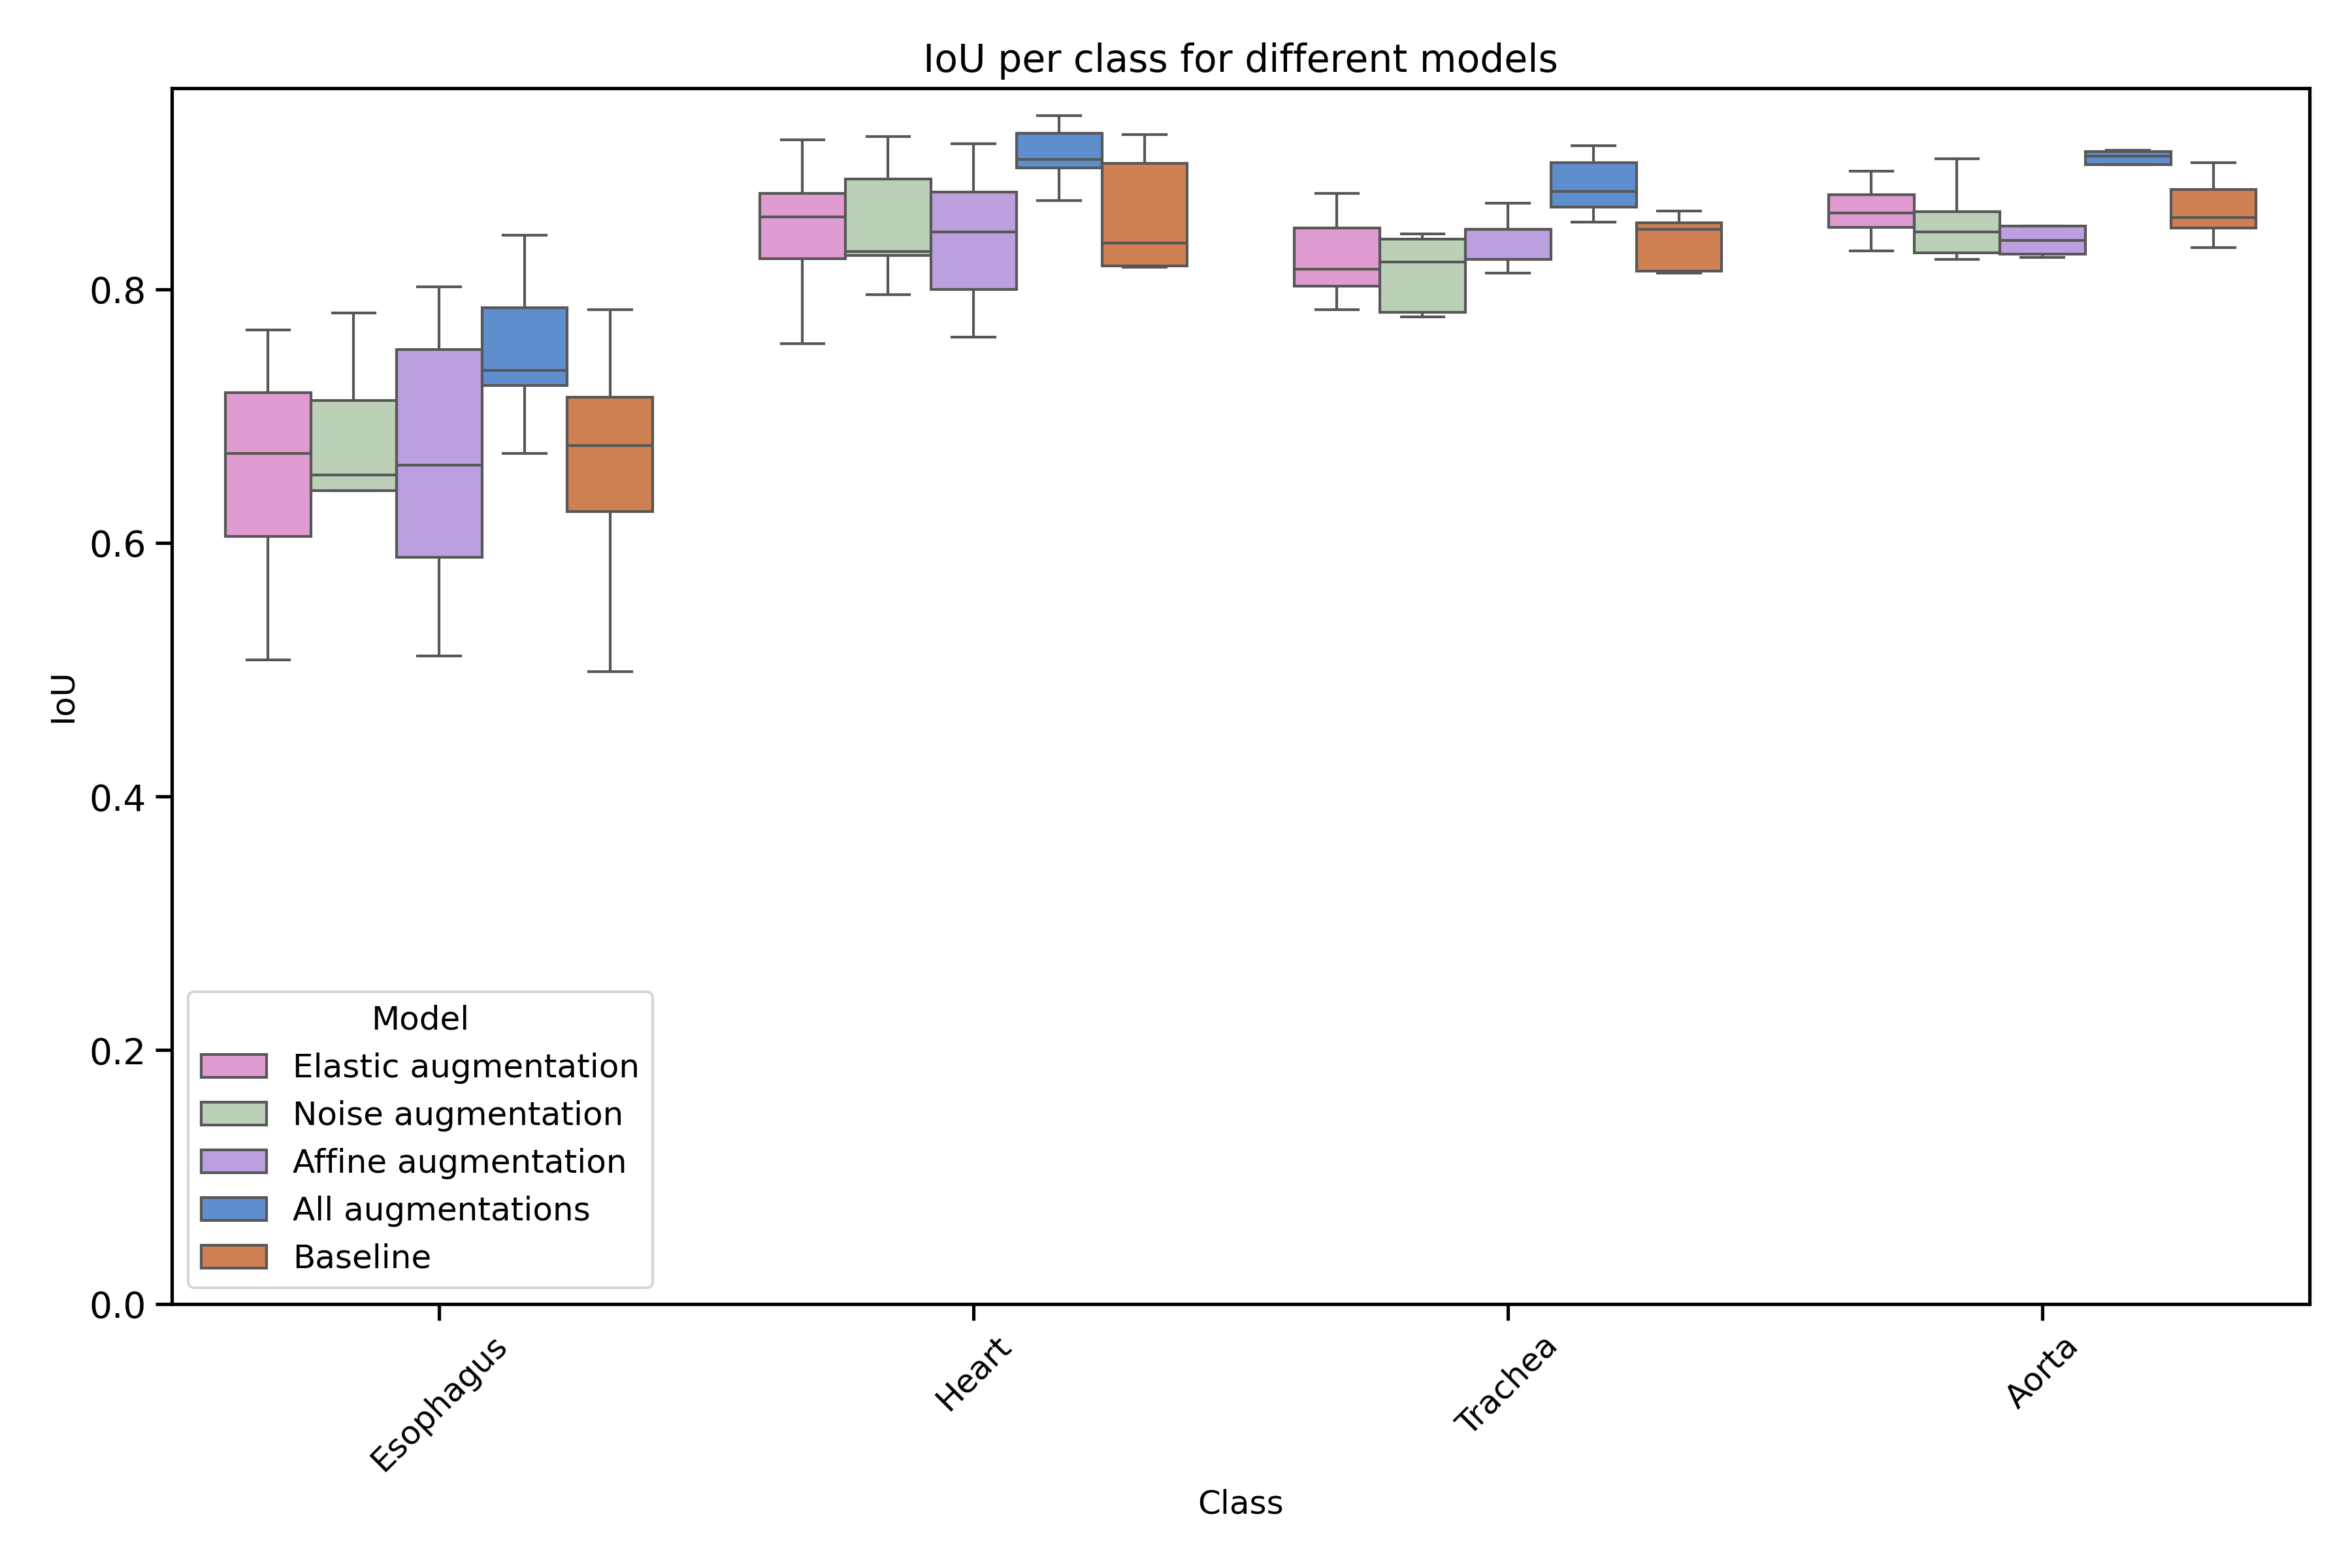 IoU per class for different models
IoU
0.8
0.6
0.4
0.2
0.0
Model
Elastic augmentation
Noise augmentation
Affine augmentation
All augmentations
Baseline
Esophagus
Heart
Trachea
Aorta
Class